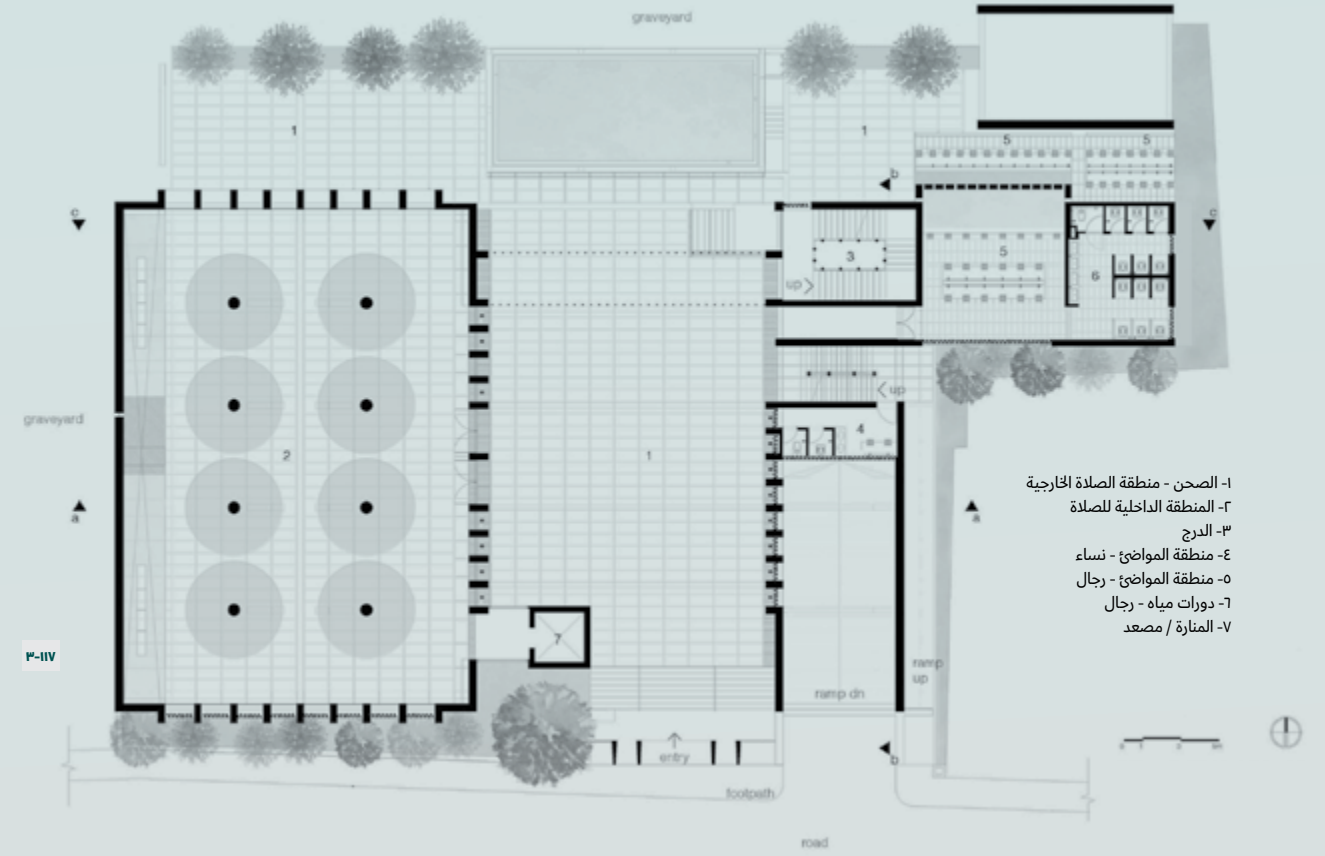 graveyard
1
1
5
5
b
c
c
3
5
up
6
graveyard
up
4
2
1
a
a
١- الصحن - منطقة الصلاة الخارجية
٢- المنطقة الداخلية للصلاة
٣- الدرج
٤- منطقة المواضئ - نساء
٥- منطقة المواضئ - رجال
٦- دورات مياه - رجال
٧- المنارة / مصعد
7
٣-١١٧
ramp
up
ramp dn
entry
b
footpath
road